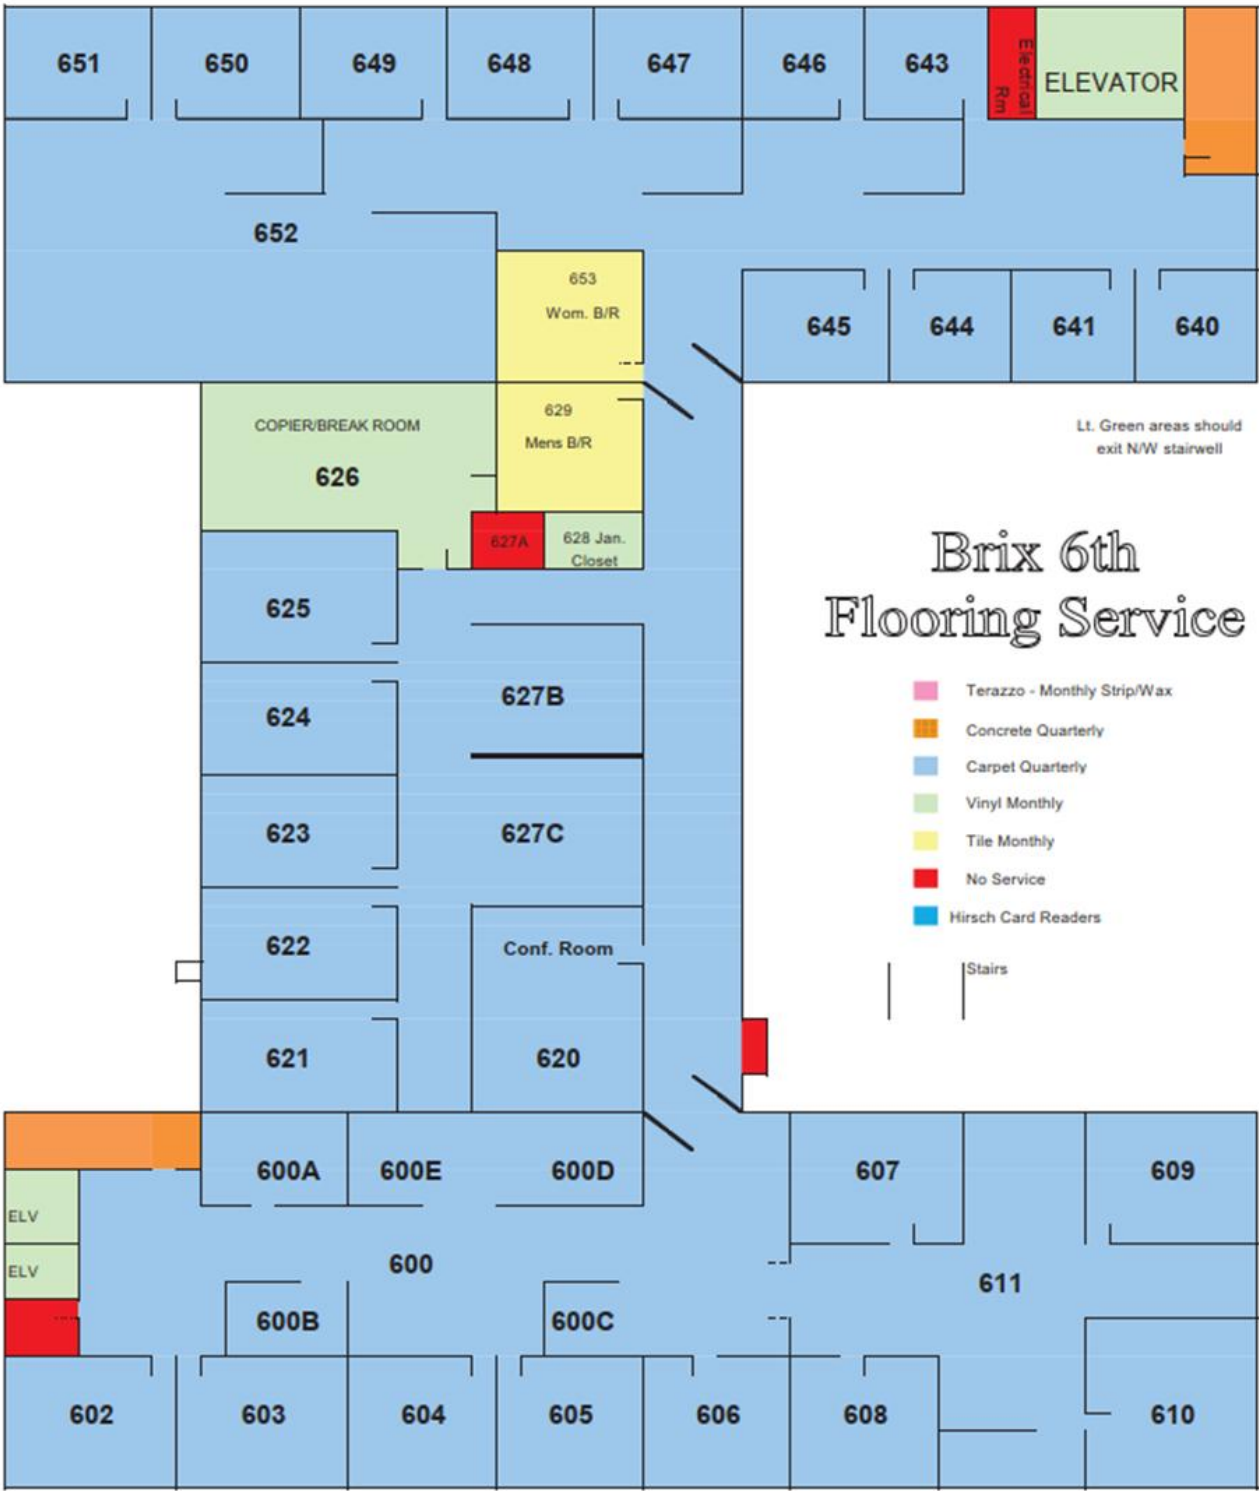 651
650
649
648
647
646
643
Electrical
Rm
ELEVATOR
652
653
Wom. B/R
645
644
641
640
COPIER/BREAK ROOM
626
629
Mens B/R
Lt. Green areas should
exit N/W stairwell
627A
628 Jan.
Closet
Brix 6th
Flooring Service
625
624
623
622
621
627B
627C
Conf. Room
620
Terazzo - Monthly Strip/Wax
Concrete Quarterly
Carpet Quarterly
Vinyl Monthly
Tile Monthly
No Service
Hirsch Card Readers
Stairs
600A
600E
600D
607
609
ELV
ELV
600
611
600B
600C
602
603
604
605
606
608
610